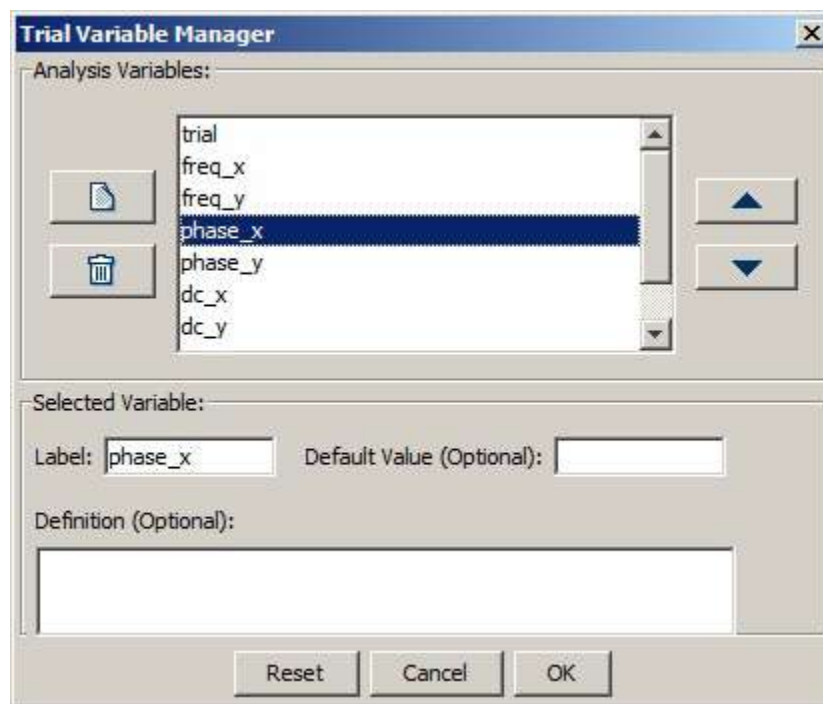 Trial Variable Manager
Analysis Variables:
trial
freq_x
freq_y
phase_x
phase_y
dc_x
dc_y
Selected Variable:
Label: phase_x Default Value (Optional):
Definition (Optional):
Reset Cancel OK